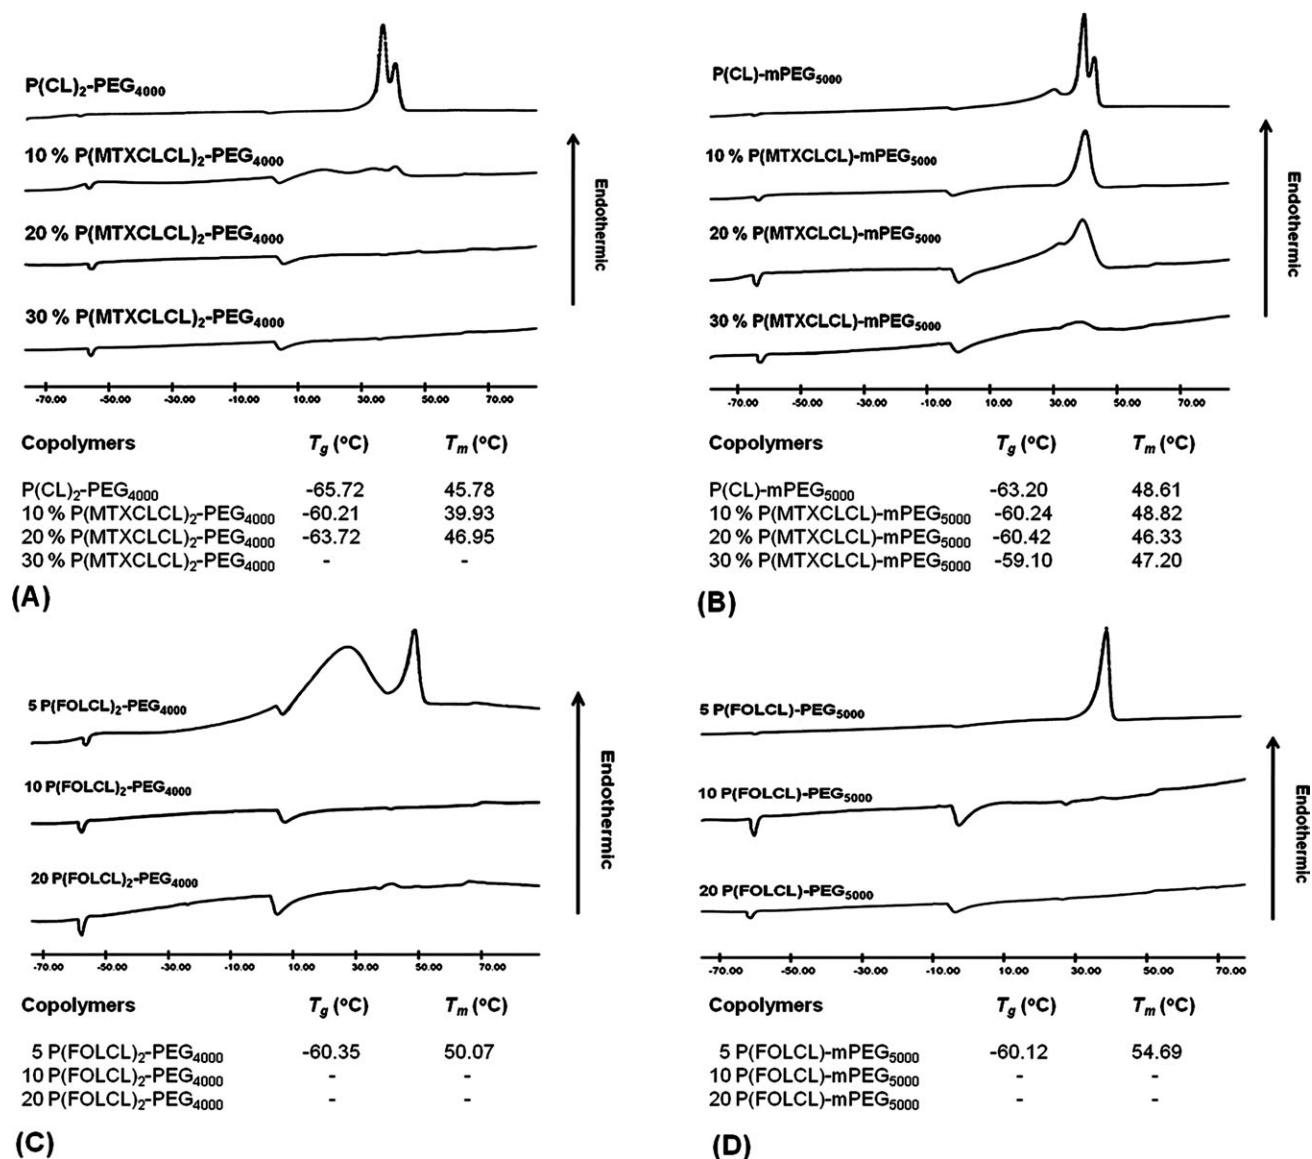 P(CL)₂-PEG₄₀₀₀
10 % P(MTXCLCL)₂-PEG₄₀₀₀
20 % P(MTXCLCL)₂-PEG₄₀₀₀
30 % P(MTXCLCL)₂-PEG₄₀₀₀
Endothermic
-70.00 -50.00 -30.00 -10.00 10.00 30.00 50.00 70.00
Copolymers Tg (°C) Tm (°C)
P(CL)₂-PEG₄₀₀₀ -65.72 45.78
10 % P(MTXCLCL)₂-PEG₄₀₀₀ -60.21 39.93
20 % P(MTXCLCL)₂-PEG₄₀₀₀ -63.72 46.95
30 % P(MTXCLCL)₂-PEG₄₀₀₀ - -
(A)
P(CL)-mPEG₅₀₀₀
10 % P(MTXCLCL)-mPEG₅₀₀₀
20 % P(MTXCLCL)-mPEG₅₀₀₀
30 % P(MTXCLCL)-mPEG₅₀₀₀
Endothermic
-70.00 -50.00 -30.00 -10.00 10.00 30.00 50.00 70.00
Copolymers Tg (°C) Tm (°C)
P(CL)-mPEG₅₀₀₀ -63.20 48.61
10 % P(MTXCLCL)-mPEG₅₀₀₀ -60.24 48.82
20 % P(MTXCLCL)-mPEG₅₀₀₀ -60.42 46.33
30 % P(MTXCLCL)-mPEG₅₀₀₀ -59.10 47.20
(B)
5 P(FOLCL)₂-PEG₄₀₀₀
10 P(FOLCL)₂-PEG₄₀₀₀
20 P(FOLCL)₂-PEG₄₀₀₀
Endothermic
-70.00 -50.00 -30.00 -10.00 10.00 30.00 50.00 70.00
Copolymers Tg (°C) Tm (°C)
5 P(FOLCL)₂-PEG₄₀₀₀ -60.35 50.07
10 P(FOLCL)₂-PEG₄₀₀₀ - -
20 P(FOLCL)₂-PEG₄₀₀₀ - -
(C)
5 P(FOLCL)-PEG₅₀₀₀
10 P(FOLCL)-PEG₅₀₀₀
20 P(FOLCL)-PEG₅₀₀₀
Endothermic
-70.00 -50.00 -30.00 -10.00 10.00 30.00 50.00 70.00
Copolymers Tg (°C) Tm (°C)
5 P(FOLCL)-mPEG₅₀₀₀ -60.12 54.69
10 P(FOLCL)-mPEG₅₀₀₀ - -
20 P(FOLCL)-mPEG₅₀₀₀ - -
(D)